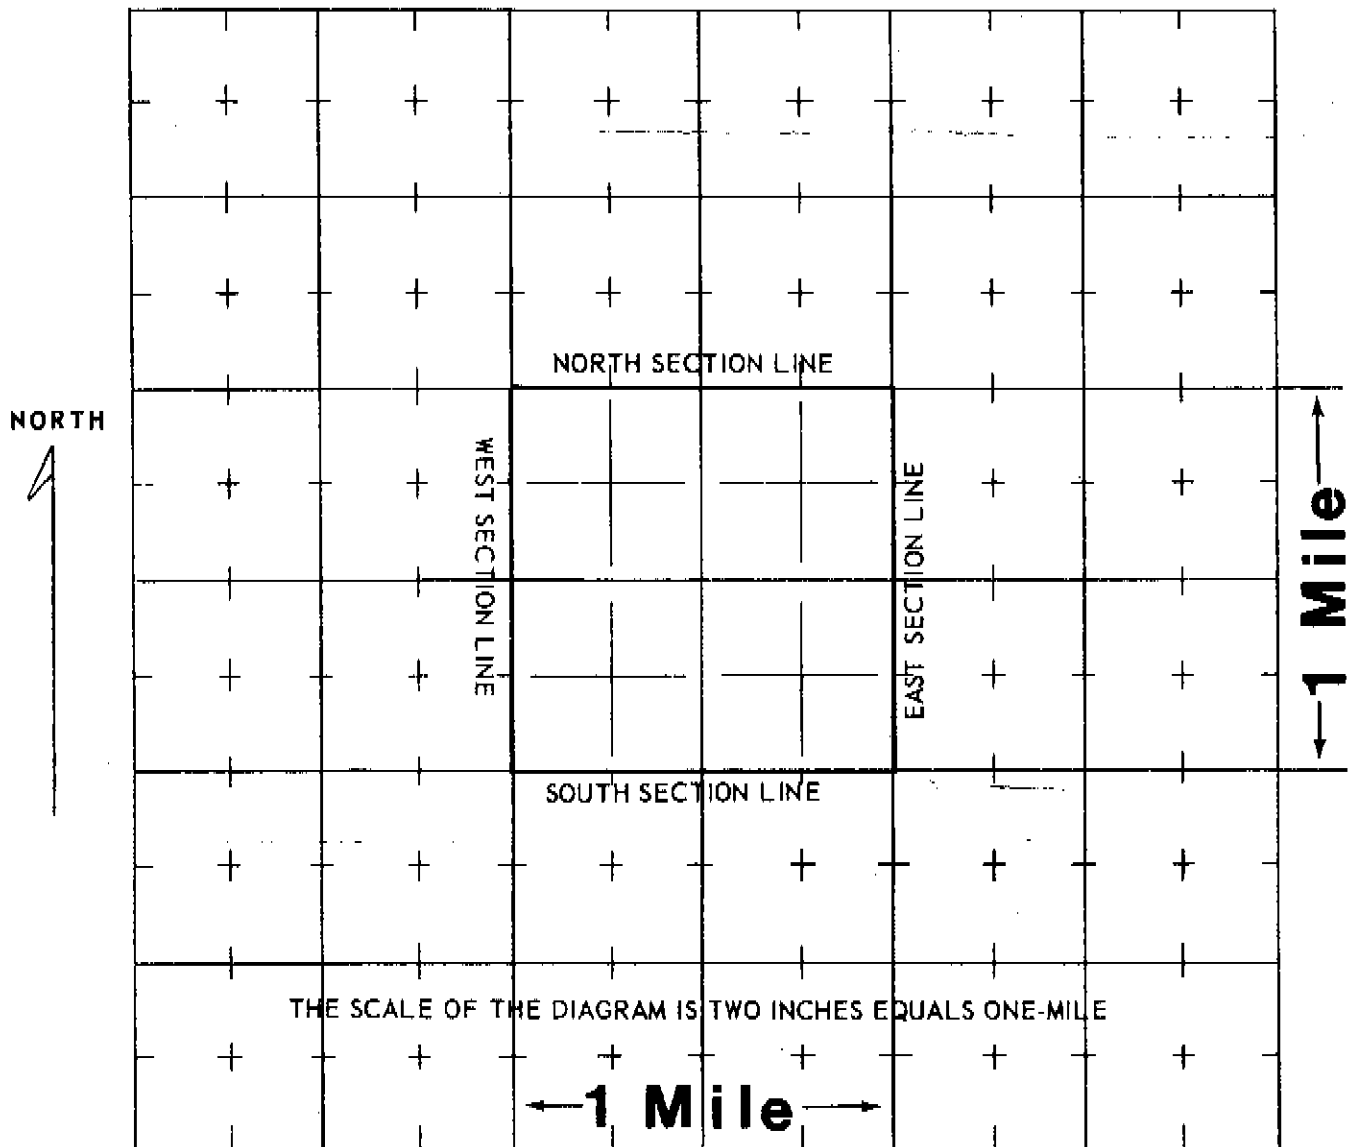 NORTH SECTION LINE
NORTH
WEST SECTION LINE
EAST SECTION LINE
1 Mile
SOUTH SECTION LINE
THE SCALE OF THE DIAGRAM IS TWO INCHES EQUALS ONE-MILE
1 Mile